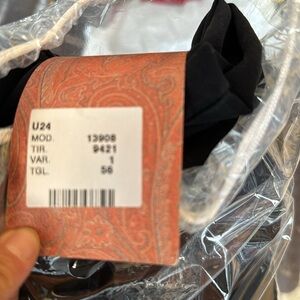 U24
MOD. 13908
TIR. 9421
VAR. 1
TGL. 56